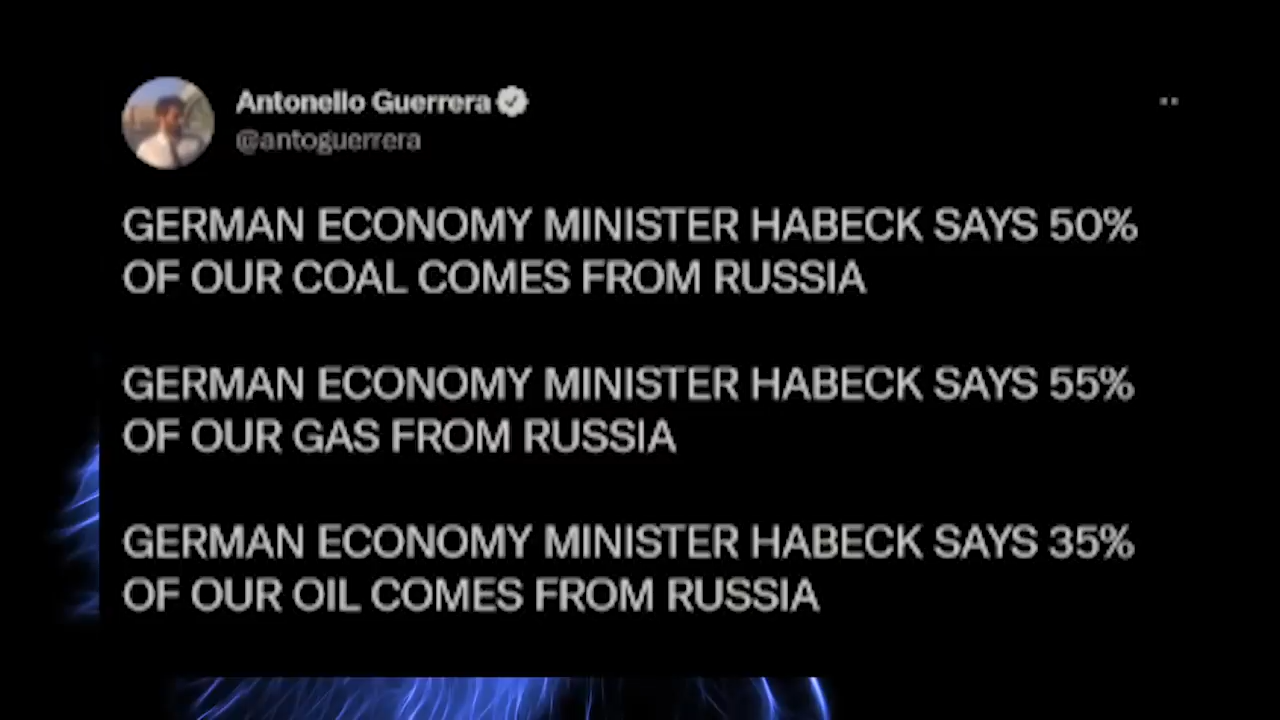 Antonello Guerrera
@antoguerrera
GERMAN ECONOMY MINISTER HABECK SAYS 50%
OF OUR COAL COMES FROM RUSSIA
GERMAN ECONOMY MINISTER HABECK SAYS 55%
OF OUR GAS FROM RUSSIA
GERMAN ECONOMY MINISTER HABECK SAYS 35%
OF OUR OIL COMES FROM RUSSIA